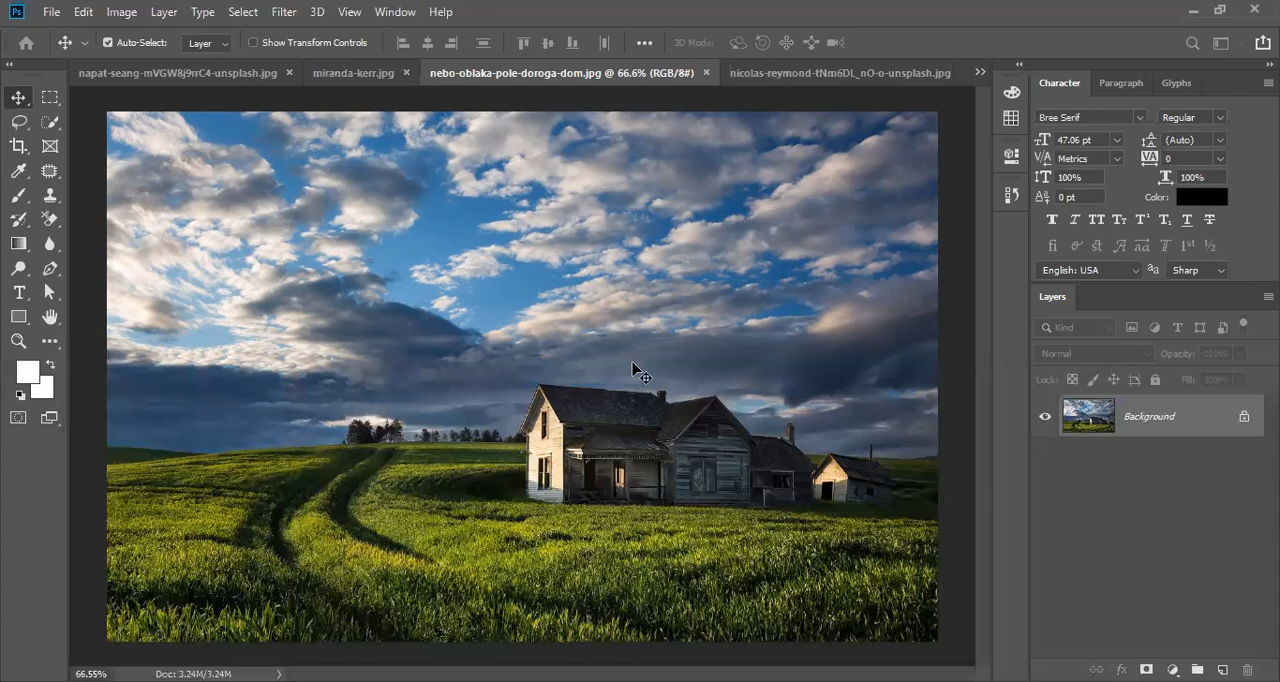 Ps File Edit Image Layer Type Select Filter 3D View Window Help
Auto-Select: Layer Show Transform Controls 3D Mode:
napat-seang-mVGW8j9rrC4-unsplash.jpg × miranda-kerr.jpg × nebo-oblaka-pole-doroga-dom.jpg @ 66.6% (RGB/8#) × nicolas-reymond-tNm6DL_nO-o-unsplash.jpg
Character Paragraph Glyphs
Bree Serif Regular
47.06 pt (Auto)
Metrics 0
100% 100%
0 pt Color:
English: USA Sharp
Layers
Kind
Normal Opacity: 100%
Lock: Fill: 100%
Background
66.55% Doc: 3.24M/3.24M